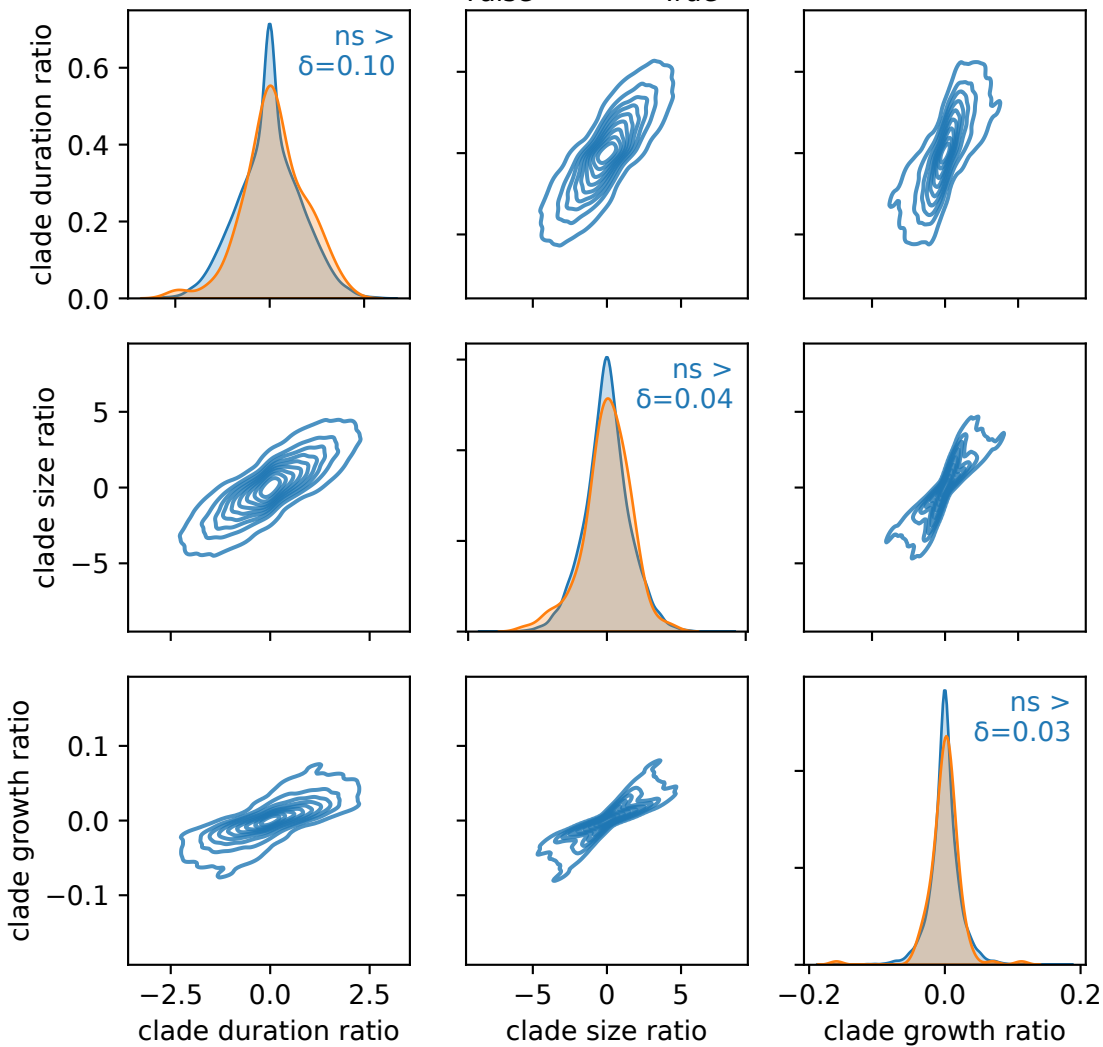 clade duration ratio
0.6
0.4
0.2
0.0
ns >
δ=0.10
clade size ratio
5
0
−5
ns >
δ=0.04
clade growth ratio
0.1
0.0
−0.1
ns >
δ=0.03
−2.5
0.0
2.5
−5
0
5
−0.2
0.0
0.2
clade duration ratio
clade size ratio
clade growth ratio